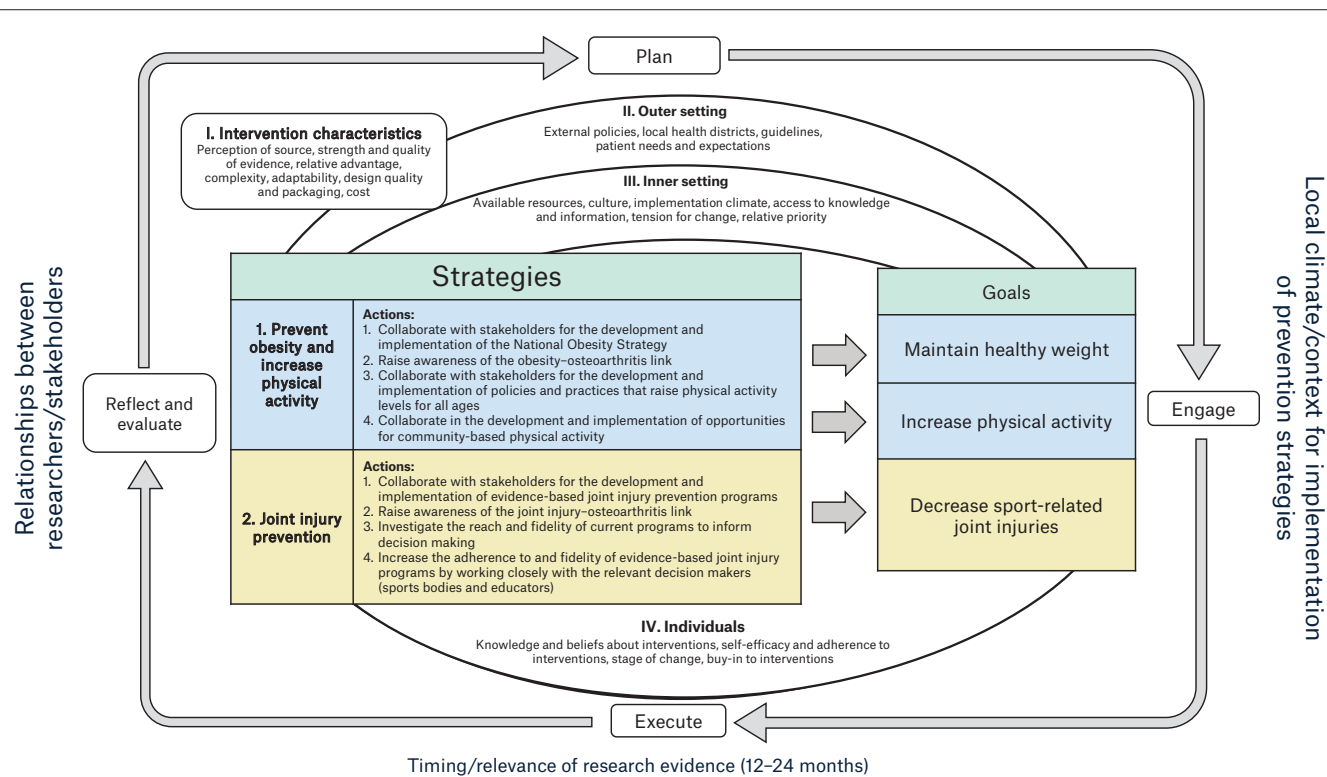 Plan
I. Intervention characteristics
Perception of source, strength and quality
of evidence, relative advantage,
complexity, adaptability, design quality
and packaging, cost
II. Outer setting
External policies, local health districts, guidelines,
patient needs and expectations
III. Inner setting
Available resources, culture, implementation climate, access to knowledge
and information, tension for change, relative priority
Relationships between
researchers/stakeholders
Reflect and
evaluate
Strategies
1. Prevent
obesity and
increase
physical
activity
Actions:
1. Collaborate with stakeholders for the development and
implementation of the National Obesity Strategy
2. Raise awareness of the obesity–osteoarthritis link
3. Collaborate with stakeholders for the development and
implementation of policies and practices that raise physical activity
levels for all ages
4. Collaborate in the development and implementation of opportunities
for community-based physical activity
2. Joint injury
prevention
Actions:
1. Collaborate with stakeholders for the development and
implementation of evidence-based joint injury prevention programs
2. Raise awareness of the joint injury–osteoarthritis link
3. Investigate the reach and fidelity of current programs to inform
decision making
4. Increase the adherence to and fidelity of evidence-based joint injury
programs by working closely with the relevant decision makers
(sports bodies and educators)
Goals
Maintain healthy weight
Increase physical activity
Decrease sport-related
joint injuries
Engage
Local climate/context for implementation
of prevention strategies
IV. Individuals
Knowledge and beliefs about interventions, self-efficacy and adherence to
interventions, stage of change, buy-in to interventions
Execute
Timing/relevance of research evidence (12–24 months)